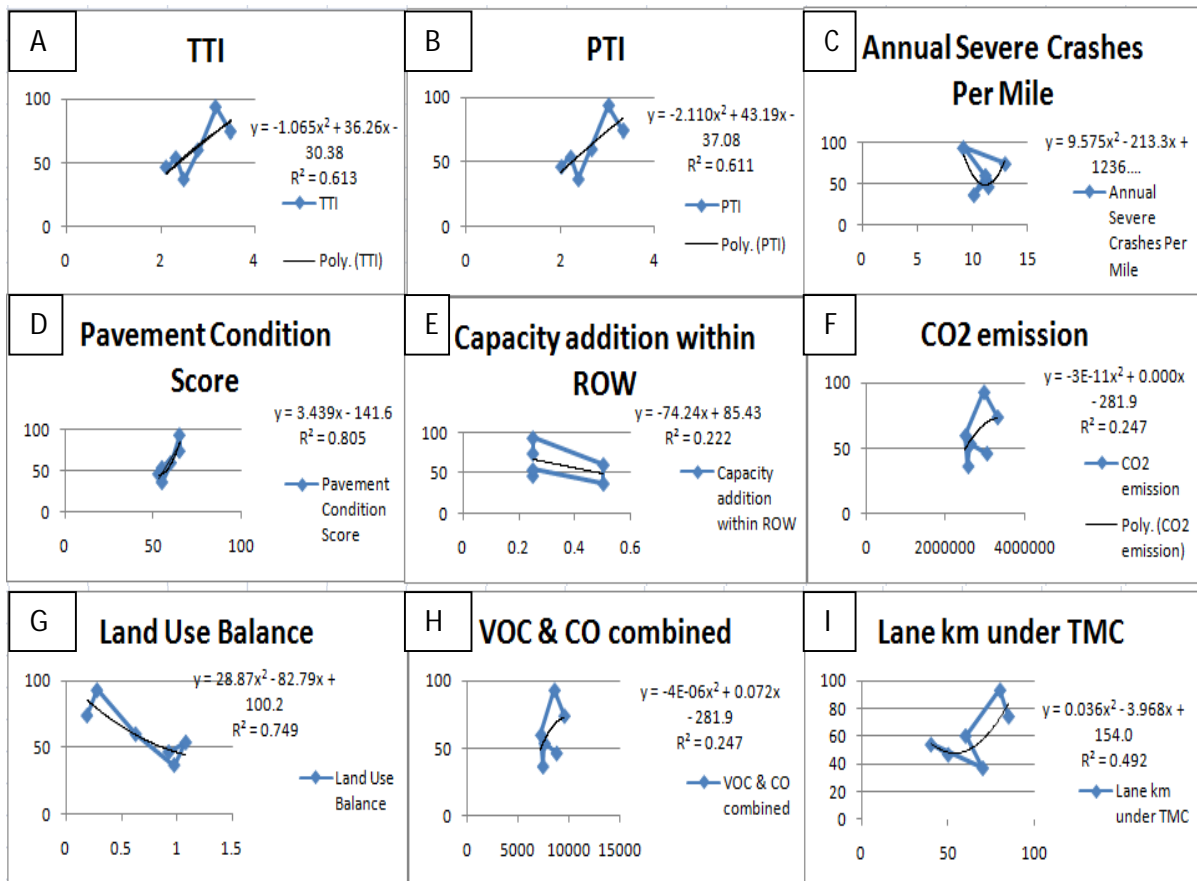 A
TTI
100
50
0
0
2
4
y = -1.065x² + 36.26x -
30.38
R² = 0.613
TTI
Poly. (TTI)
B
PTI
100
50
0
0
2
4
y = -2.110x² + 43.19x -
37.08
R² = 0.611
PTI
Poly. (PTI)
C
Annual Severe Crashes
Per Mile
100
50
0
0
5
10
15
y = 9.575x² - 213.3x +
1236....
Annual
Severe
Crashes Per
Mile
D
Pavement Condition
Score
100
50
0
0
50
100
y = 3.439x - 141.6
R² = 0.805
Pavement
Condition
Score
E
Capacity addition within
ROW
100
50
0
0
0.2
0.4
0.6
y = -74.24x + 85.43
R² = 0.222
Capacity
addition
within ROW
F
CO2 emission
100
50
0
0
2000000
4000000
y = -3E-11x² + 0.000x
- 281.9
R² = 0.247
CO2
emission
Poly. (CO2
emission)
G
Land Use Balance
100
50
0
0
0.5
1
1.5
y = 28.87x² - 82.79x +
100.2
R² = 0.749
Land Use
Balance
H
VOC & CO combined
100
50
0
0
5000
10000
15000
y = -4E-06x² + 0.072x
- 281.9
R² = 0.247
VOC & CO
combined
I
Lane km under TMC
100
80
60
40
20
0
0
50
100
y = 0.036x² - 3.968x +
154.0
R² = 0.492
Lane km
under TMC